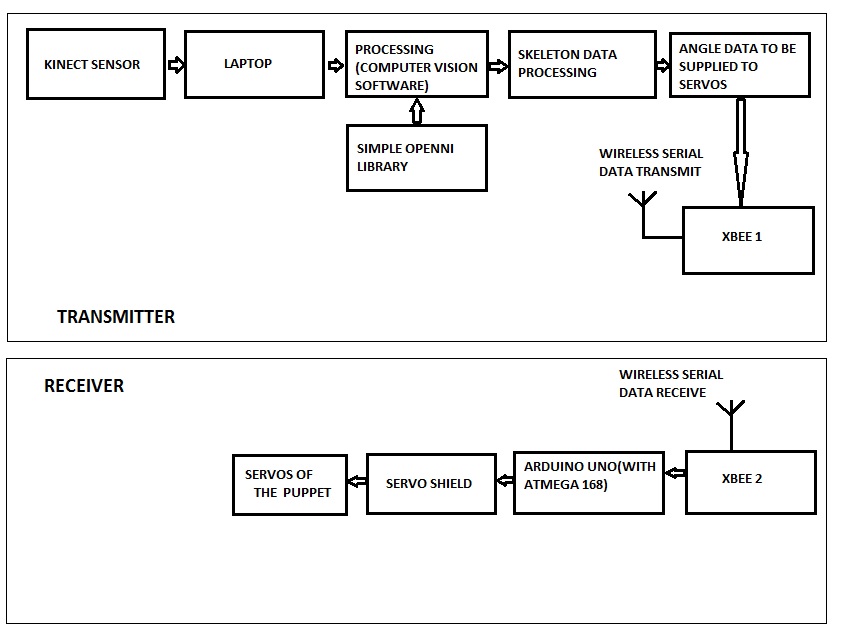 KINECT SENSOR
LAPTOP
PROCESSING
(COMPUTER VISION
SOFTWARE)
SKELETON DATA
PROCESSING
ANGLE DATA TO BE
SUPPLIED TO
SERVOS
SIMPLE OPENNI
LIBRARY
WIRELESS SERIAL
DATA TRANSMIT
XBEE 1
TRANSMITTER
RECEIVER
WIRELESS SERIAL
DATA RECEIVE
XBEE 2
ARDUINO UNO(WITH
ATMEGA 168)
SERVO SHIELD
SERVOS OF
THE PUPPET